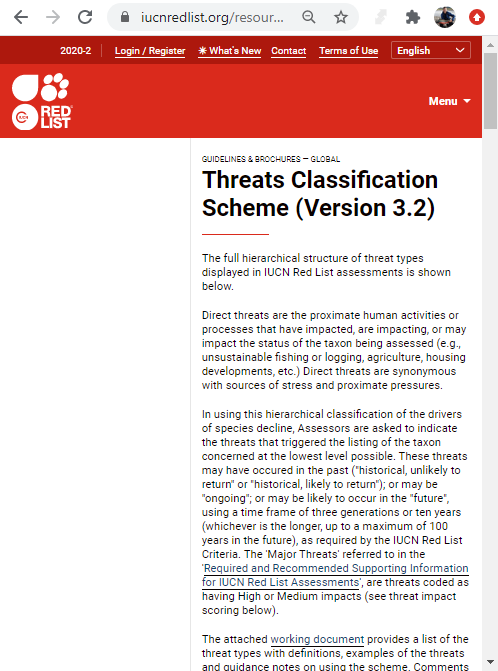 iucnredlist.org/resour...
2020-2
Login / Register
What's New
Contact
Terms of Use
English
IUCN
RED
LIST
Menu
GUIDELINES & BROCHURES — GLOBAL
Threats Classification
Scheme (Version 3.2)
The full hierarchical structure of threat types
displayed in IUCN Red List assessments is shown
below.
Direct threats are the proximate human activities or
processes that have impacted, are impacting, or may
impact the status of the taxon being assessed (e.g.,
unsustainable fishing or logging, agriculture, housing
developments, etc.) Direct threats are synonymous
with sources of stress and proximate pressures.
In using this hierarchical classification of the drivers
of species decline, Assessors are asked to indicate
the threats that triggered the listing of the taxon
concerned at the lowest level possible. These threats
may have occured in the past ("historical, unlikely to
return" or "historical, likely to return"); or may be
"ongoing"; or may be likely to occur in the "future",
using a time frame of three generations or ten years
(whichever is the longer, up to a maximum of 100
years in the future), as required by the IUCN Red List
Criteria. The 'Major Threats' referred to in the
'Required and Recommended Supporting Information
for IUCN Red List Assessments', are threats coded as
having High or Medium impacts (see threat impact
scoring below).
The attached working document provides a list of the
threat types with definitions, examples of the threats
and guidance notes on using the scheme. Comments